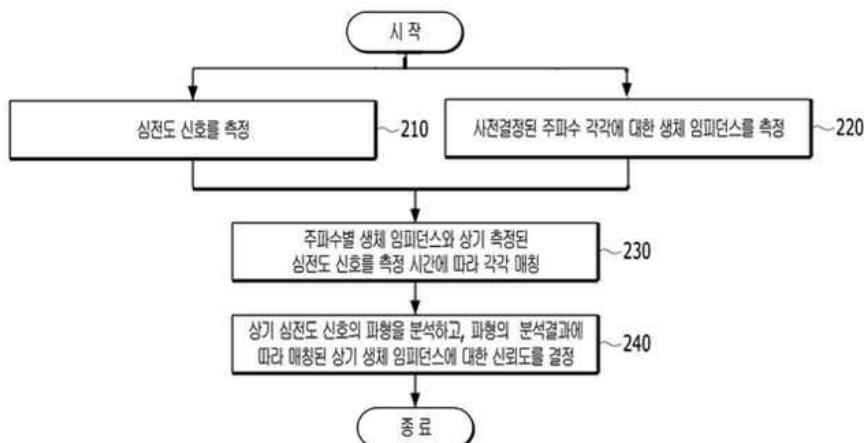 시 작
심전도 신호를 측정
210
사전결정된 주파수 각각에 대한 생체 임피던스를 측정
220
주파수별 생체 임피던스와 상기 측정된
심전도 신호를 측정 시간에 따라 각각 매칭
230
상기 심전도 신호의 파형을 분석하고, 파형의 분석결과에
따라 매칭된 상기 생체 임피던스에 대한 신뢰도를 결정
240
종 료